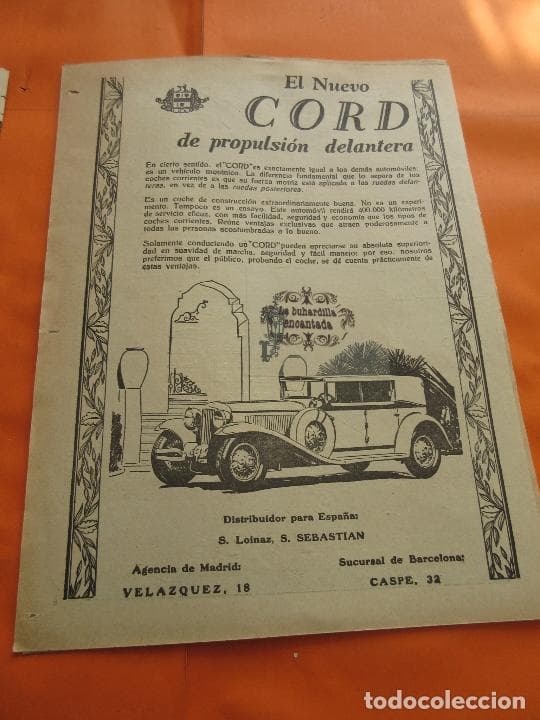 El Nuevo
CORD
de propulsión delantera
En cierto sentido, el "CORD" es exactamente igual a los demás automóviles:
es un vehículo montado. La diferencia fundamental que lo separa de los
coches corrientes es que su fuerza motriz está aplicada a las ruedas delan-
teras, en vez de a las ruedas posteriores.
Es un coche de construcción extraordinariamente buena. No es un experi-
mento. Tampoco es un ensayo. Este automóvil rendirá 400.000 kilómetros
de servicio eficaz, con más facilidad, seguridad y economía que los tipos de
coches corrientes. Reúne ventajas exclusivas que atraen poderosamente a
todas las personas acostumbradas a lo bueno.
Solamente conduciendo un "CORD" pueden apreciarse su absoluta superiori-
dad en suavidad de marcha, seguridad y fácil manejo; por eso, nosotros
preferimos que el público, probando el coche, se dé cuenta prácticamente de
estas ventajas.
La buhardilla
encantada
Distribuidor para España:
S. Loinaz, S. SEBASTIAN
Agencia de Madrid:
VELAZQUEZ, 18
Sucursal de Barcelona:
CASPE, 32
todocoleccion